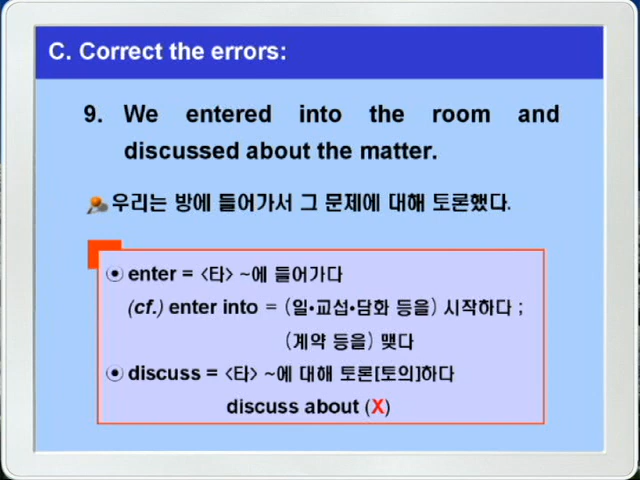 C. Correct the errors:
9. We entered into the room and
discussed about the matter.
우리는 방에 들어가서 그 문제에 대해 토론했다.
enter = <타> ~에 들어가다
(cf.) enter into = (일•교섭•담화 등을) 시작하다 ;
(계약 등을) 맺다
discuss = <타> ~에 대해 토론[토의]하다
discuss about (X)